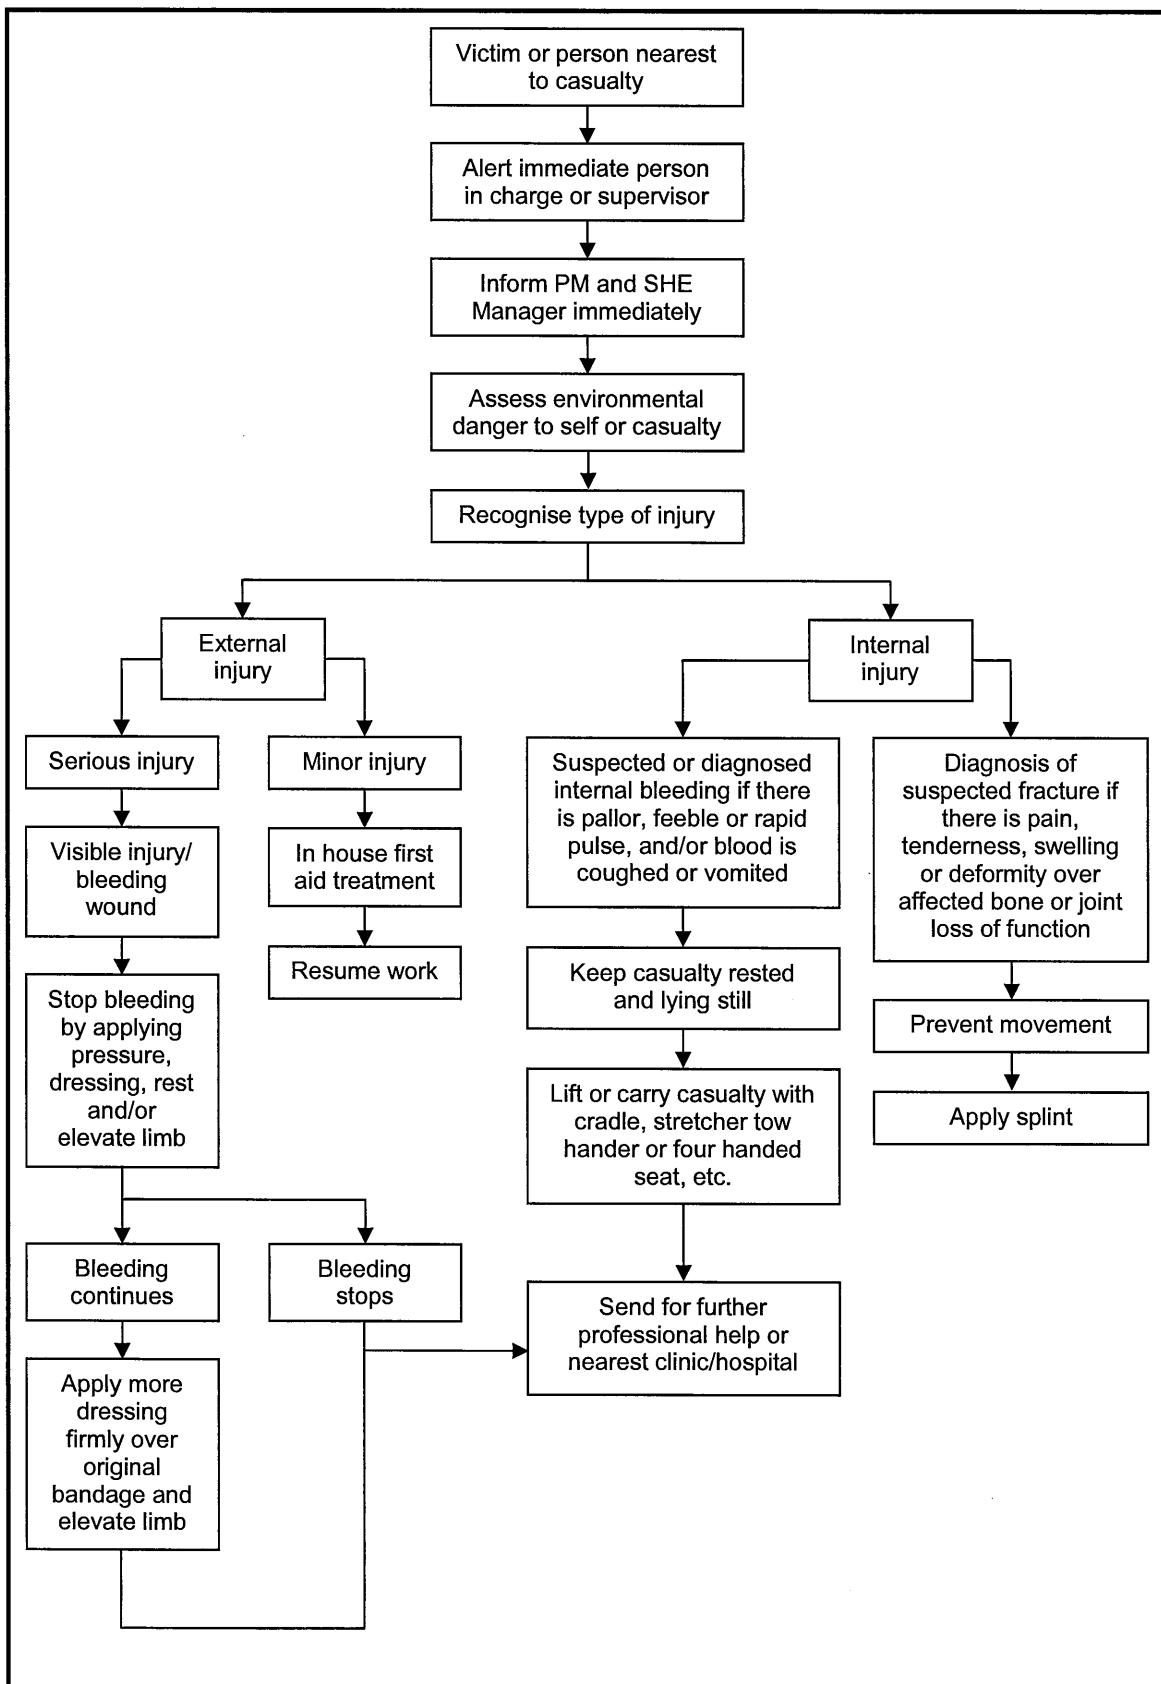 Victim or person nearest
to casualty
Alert immediate person
in charge or supervisor
Inform PM and SHE
Manager immediately
Assess environmental
danger to self or casualty
Recognise type of injury
External
injury
Internal
injury
Serious injury
Minor injury
Suspected or diagnosed
internal bleeding if there
is pallor, feeble or rapid
pulse, and/or blood is
coughed or vomited
Diagnosis of
suspected fracture if
there is pain,
tenderness, swelling
or deformity over
affected bone or joint
loss of function
Visible injury/
bleeding
wound
In house first
aid treatment
Resume work
Keep casualty rested
and lying still
Prevent movement
Stop bleeding
by applying
pressure,
dressing, rest
and/or
elevate limb
Lift or carry casualty with
cradle, stretcher tow
hander or four handed
seat, etc.
Apply splint
Bleeding
continues
Bleeding
stops
Send for further
professional help or
nearest clinic/hospital
Apply more
dressing
firmly over
original
bandage and
elevate limb